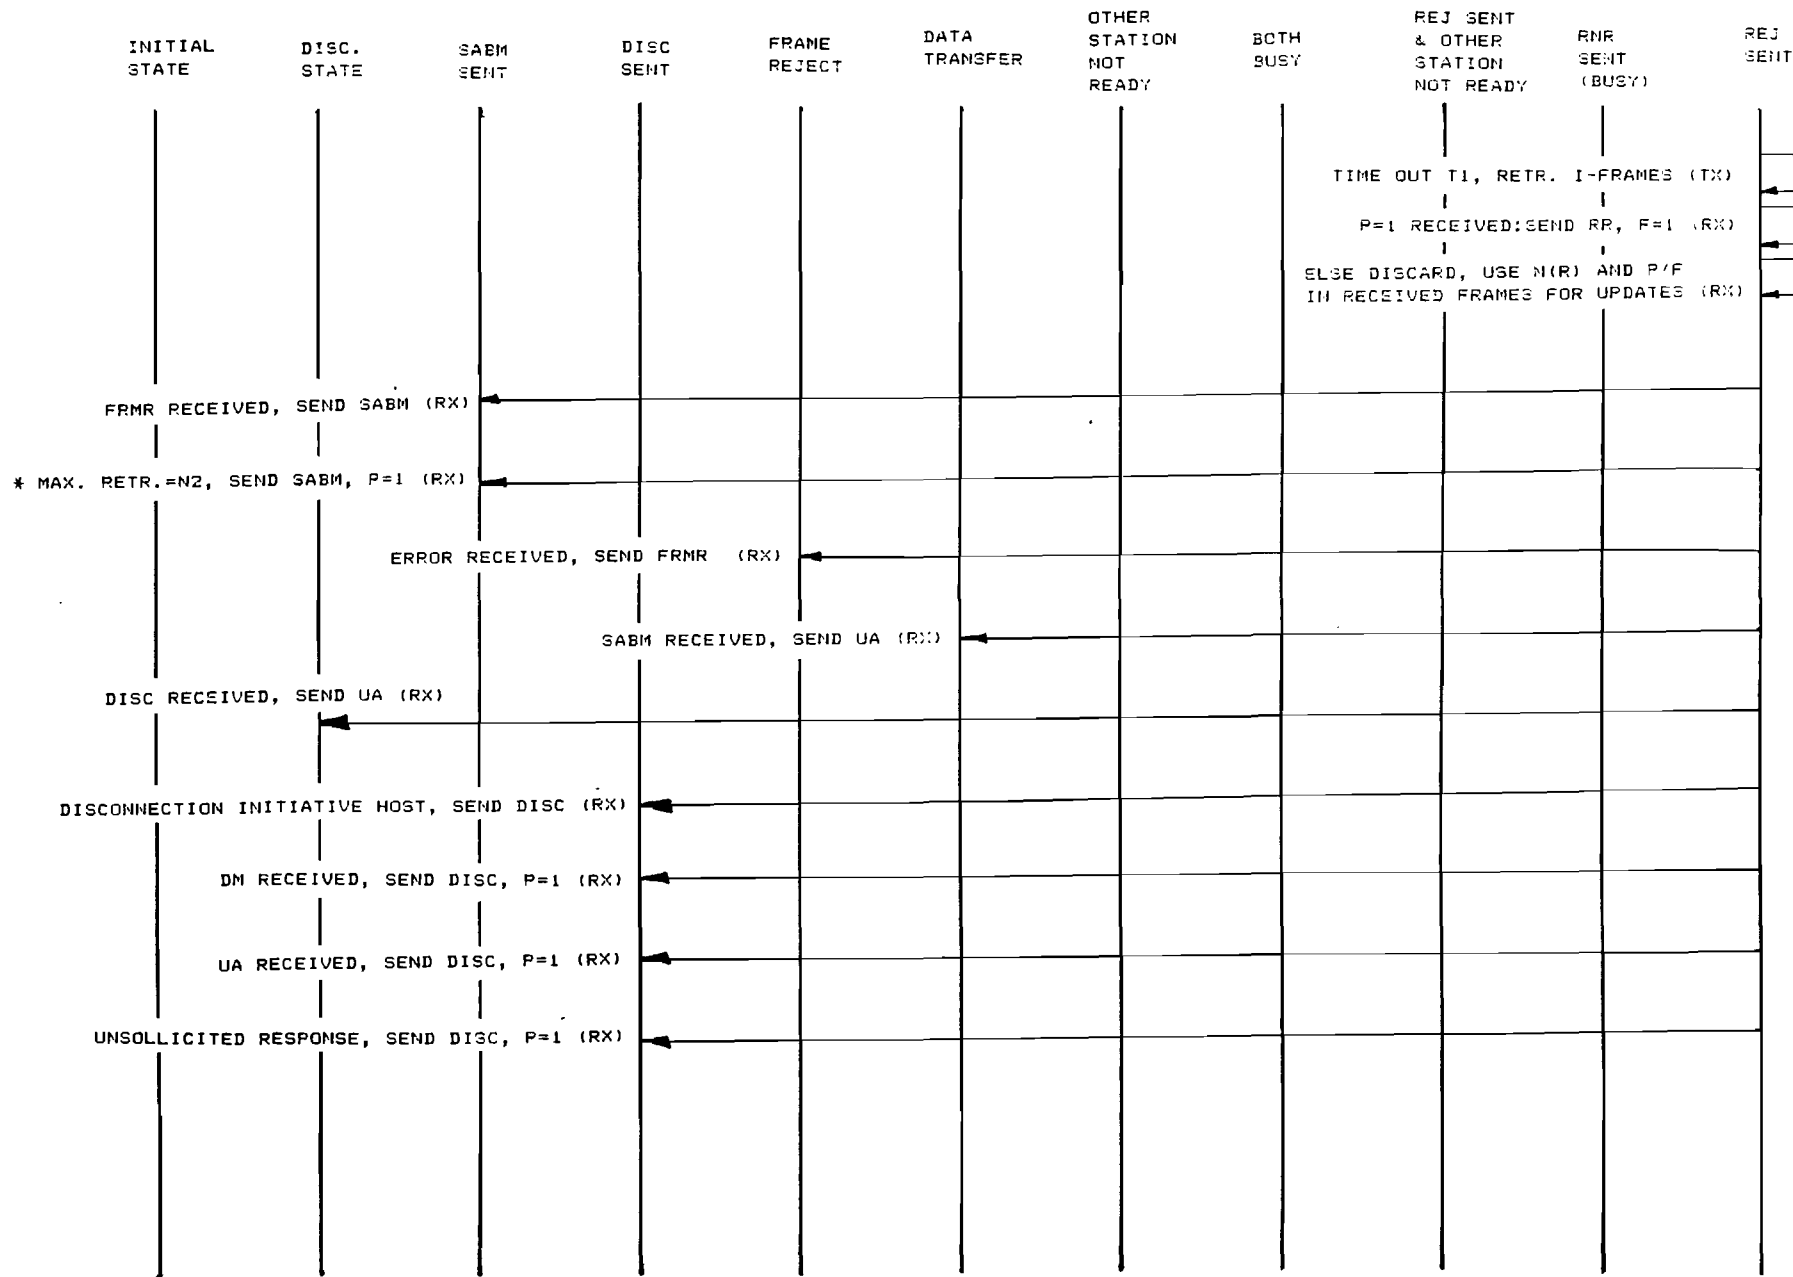 INITIAL
STATE
DISC.
STATE
SABM
SENT
DISC
SENT
FRAME
REJECT
DATA
TRANSFER
OTHER
STATION
NOT
READY
BOTH
BUSY
REJ SENT
& OTHER
STATION
NOT READY
RNR
SENT
(BUSY)
REJ
SENT
TIME OUT T1, RETR. I-FRAMES (TX)
P=1 RECEIVED:SEND RR, F=1 (RX)
ELSE DISCARD, USE N(R) AND P/F
IN RECEIVED FRAMES FOR UPDATES (RX)
FRMR RECEIVED, SEND SABM (RX)
* MAX. RETR.=N2, SEND SABM, P=1 (RX)
ERROR RECEIVED, SEND FRMR (RX)
SABM RECEIVED, SEND UA (RX)
DISC RECEIVED, SEND UA (RX)
DISCONNECTION INITIATIVE HOST, SEND DISC (RX)
DM RECEIVED, SEND DISC, P=1 (RX)
UA RECEIVED, SEND DISC, P=1 (RX)
UNSOLLICITED RESPONSE, SEND DISC, P=1 (RX)